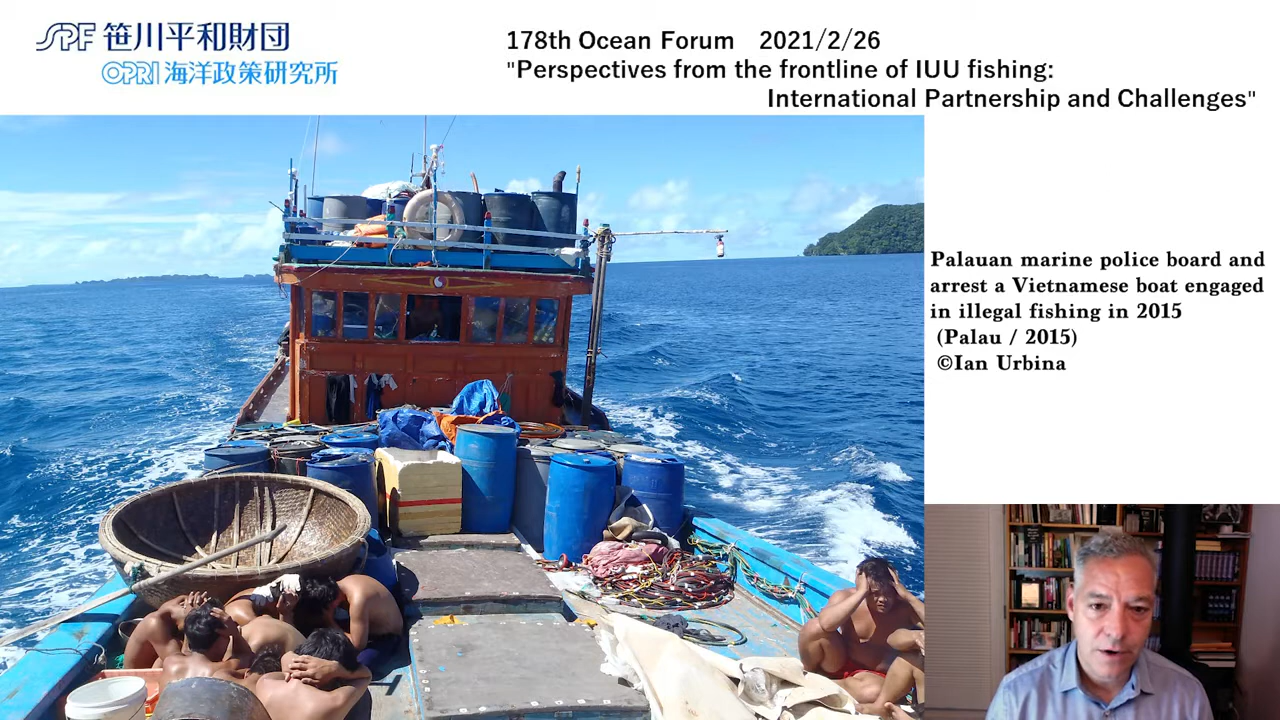 SPF 笹川平和財団
OPRI 海洋政策研究所
178th Ocean Forum 2021/2/26
"Perspectives from the frontline of IUU fishing:
International Partnership and Challenges"
Palauan marine police board and
arrest a Vietnamese boat engaged
in illegal fishing in 2015
(Palau / 2015)
©Ian Urbina